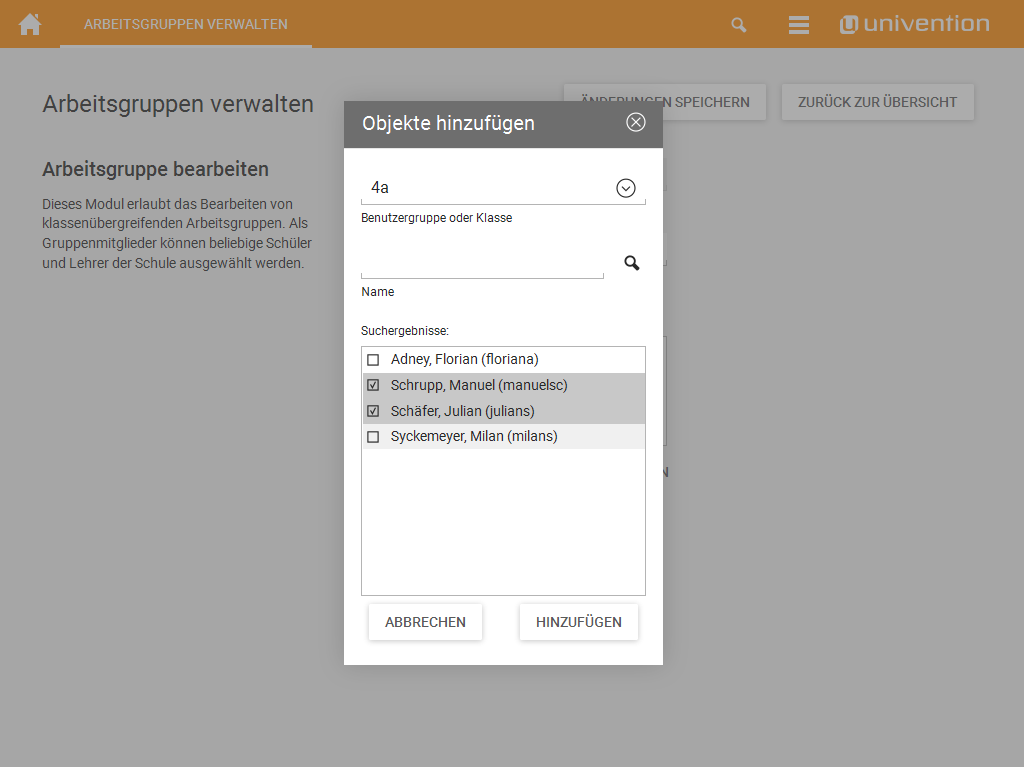 ARBEITSGRUPPEN VERWALTEN
univention
Arbeitsgruppen verwalten
ÄNDERUNGEN SPEICHERN
ZURÜCK ZUR ÜBERSICHT
Arbeitsgruppe bearbeiten
Dieses Modul erlaubt das Bearbeiten von
klassenübergreifenden Arbeitsgruppen. Als
Gruppenmitglieder können beliebige Schüler
und Lehrer der Schule ausgewählt werden.
Objekte hinzufügen
4a
Benutzergruppe oder Klasse
Name
Suchergebnisse:
Adney, Florian (floriana)
Schrupp, Manuel (manuelsc)
Schäfer, Julian (julians)
Syckemeyer, Milan (milans)
ABBRECHEN
HINZUFÜGEN